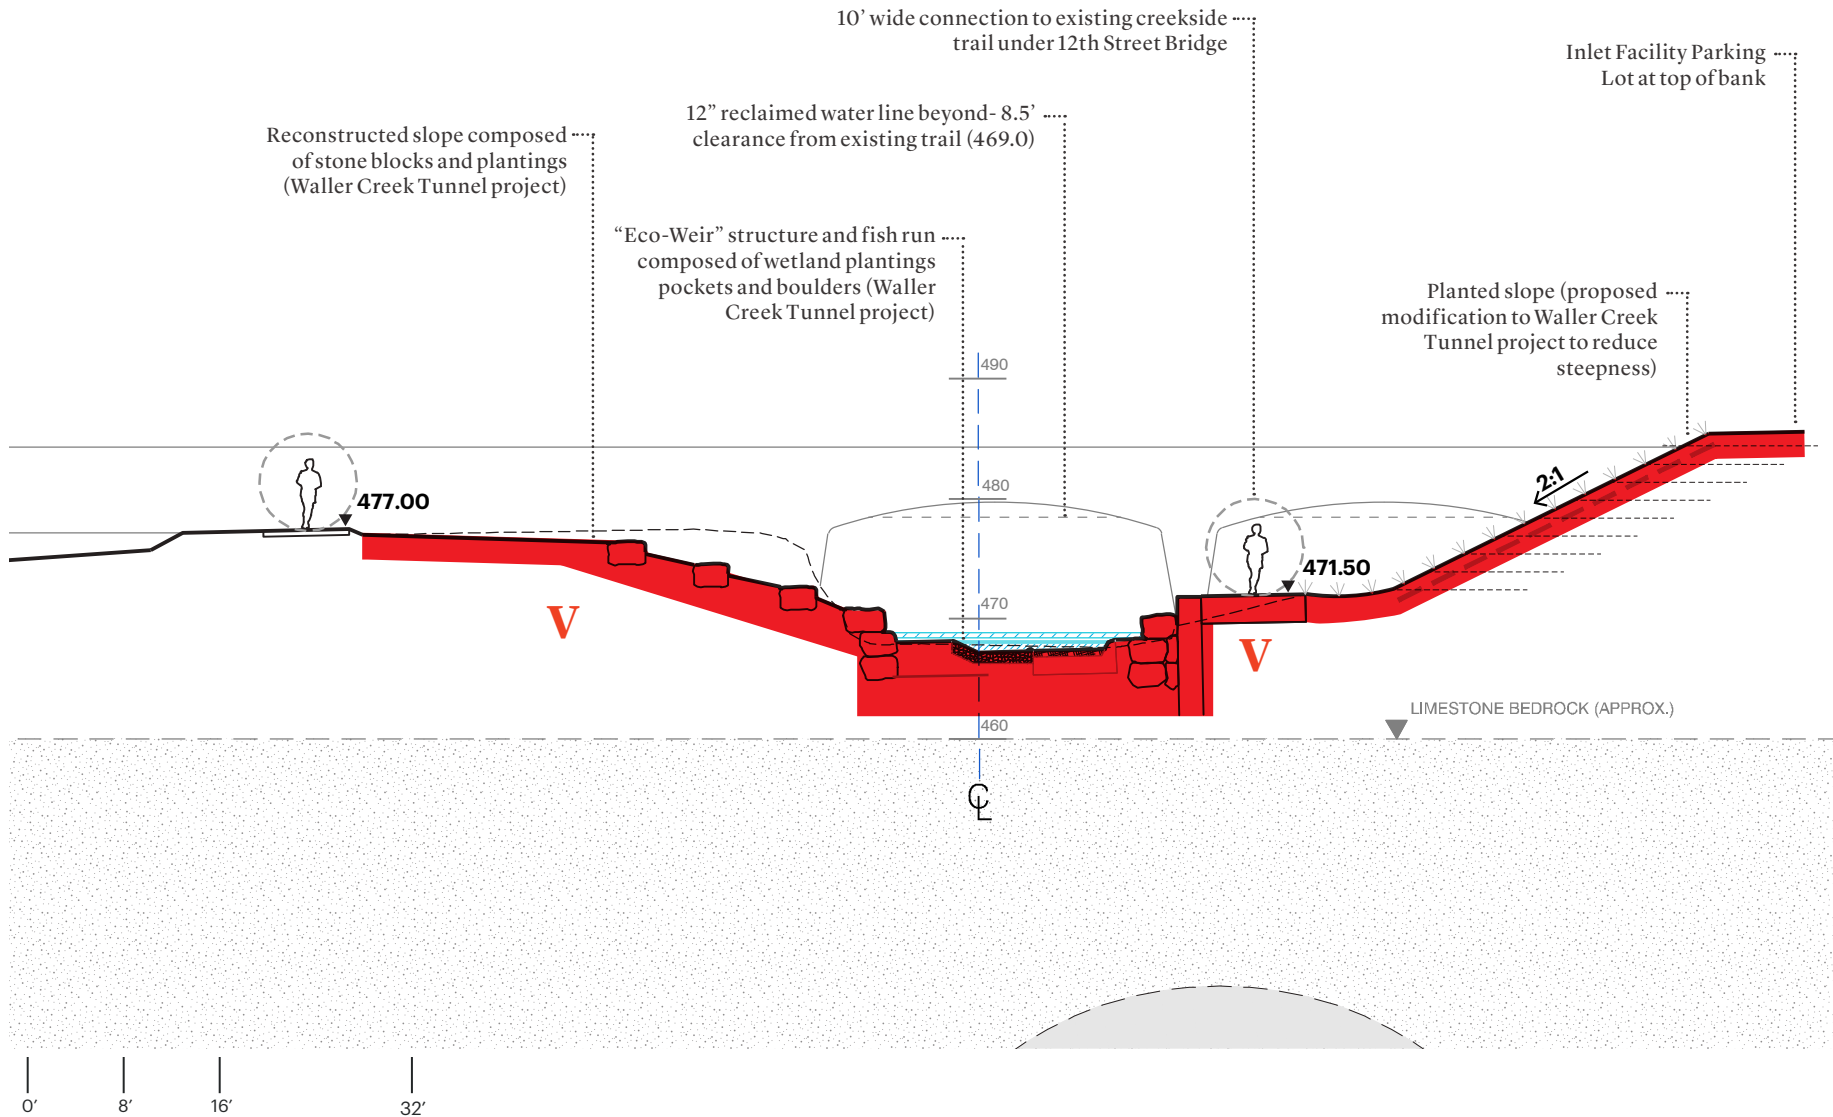 10’ wide connection to existing creekside
trail under 12th Street Bridge
Inlet Facility Parking
Lot at top of bank
12” reclaimed water line beyond- 8.5’
clearance from existing trail (469.0)
Reconstructed slope composed
of stone blocks and plantings
(Waller Creek Tunnel project)
“Eco-Weir” structure and fish run
composed of wetland plantings
pockets and boulders (Waller
Creek Tunnel project)
Planted slope (proposed
modification to Waller Creek
Tunnel project to reduce
steepness)
490
480
477.00
2:1
471.50
470
V
V
LIMESTONE BEDROCK (APPROX.)
460
CL
0’
8’
16’
32’